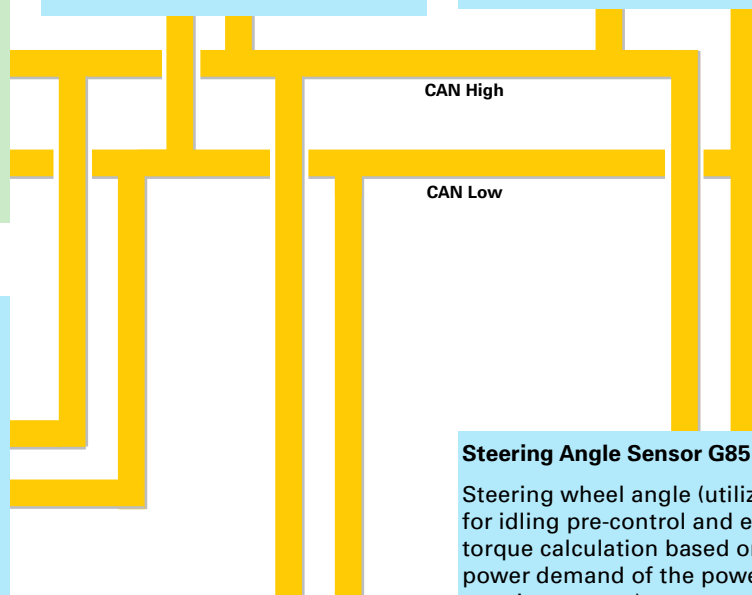 CAN High
CAN Low
Steering Angle Sensor G85
Steering wheel angle (utiliz
for idling pre-control and e
torque calculation based o
power demand of the powe